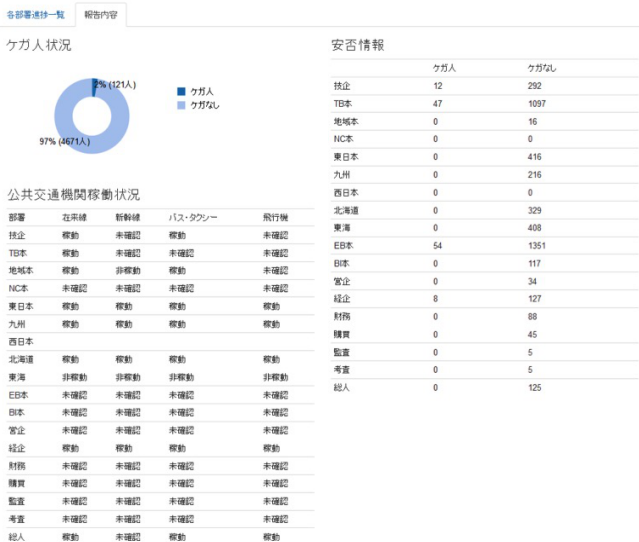 各部署進捗一覧 報告内容
ケガ人状況
2% (121人)
97% (4671人)
ケガ人
ケガなし
公共交通機関稼働状況
部署 在来線 新幹線 バス・タクシー 飛行機
技企 稼動 未確認 稼動 未確認
TB本 稼動 未確認 未確認 未確認
地域本 稼動 非稼動 稼動 未確認
NC本 未確認 未確認 未確認 未確認
東日本 稼動 稼動 稼動 稼動
九州 稼動 稼動 稼動 稼動
西日本
北海道 稼動 稼動 稼動 稼動
東海 非稼動 非稼動 非稼動 非稼動
EB本 未確認 未確認 未確認 未確認
BI本 未確認 未確認 未確認 未確認
営企 未確認 未確認 未確認 未確認
経企 稼動 稼動 稼動 稼動
財務 未確認 未確認 未確認 未確認
購買 未確認 未確認 未確認 未確認
監査 未確認 未確認 未確認 未確認
考査 未確認 未確認 未確認 未確認
総人 稼動 未確認 稼動 稼動
安否情報
ケガ人 ケガなし
技企 12 292
TB本 47 1097
地域本 0 16
NC本 0 0
東日本 0 416
九州 0 216
西日本 0 0
北海道 0 329
東海 0 408
EB本 54 1351
BI本 0 117
営企 0 34
経企 8 127
財務 0 88
購買 0 45
監査 0 5
考査 0 5
総人 0 125